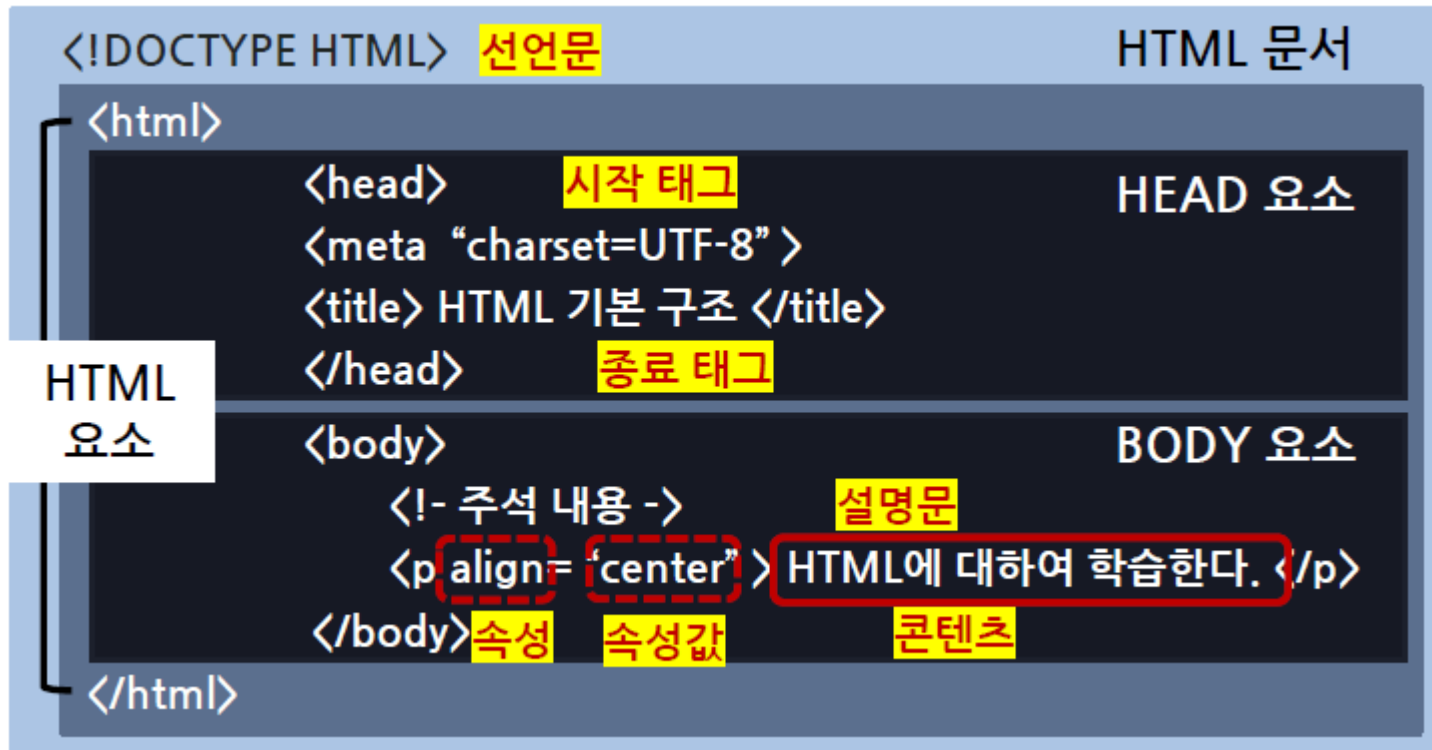 <!DOCTYPE HTML> 선언문 HTML 문서
<html>
<head> 시작 태그 HEAD 요소
<meta “charset=UTF-8” >
<title> HTML 기본 구조 </title>
</head> 종료 태그
HTML
요소
<body> BODY 요소
<!- 주석 내용 -> 설명문
<p align= “center” > HTML에 대하여 학습한다. </p>
</body> 속성 속성값 콘텐츠
</html>